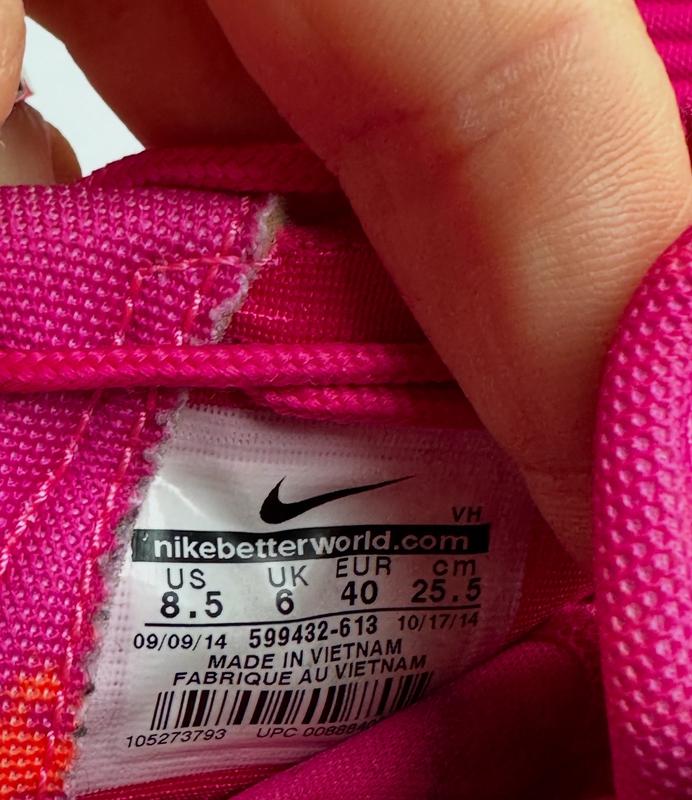 VH
nikebetterworld.com
US UK EUR cm
8.5 6 40 25.5
09/09/14 599432-613 10/17/14
MADE IN VIETNAM
FABRIQUE AU VIETNAM
105273793 UPC